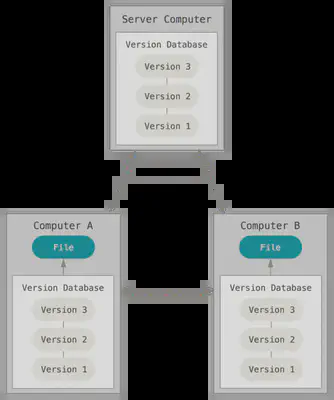 Server Computer
Version Database
Version 3
Version 2
Version 1
Computer A
File
Version Database
Version 3
Version 2
Version 1
Computer B
File
Version Database
Version 3
Version 2
Version 1